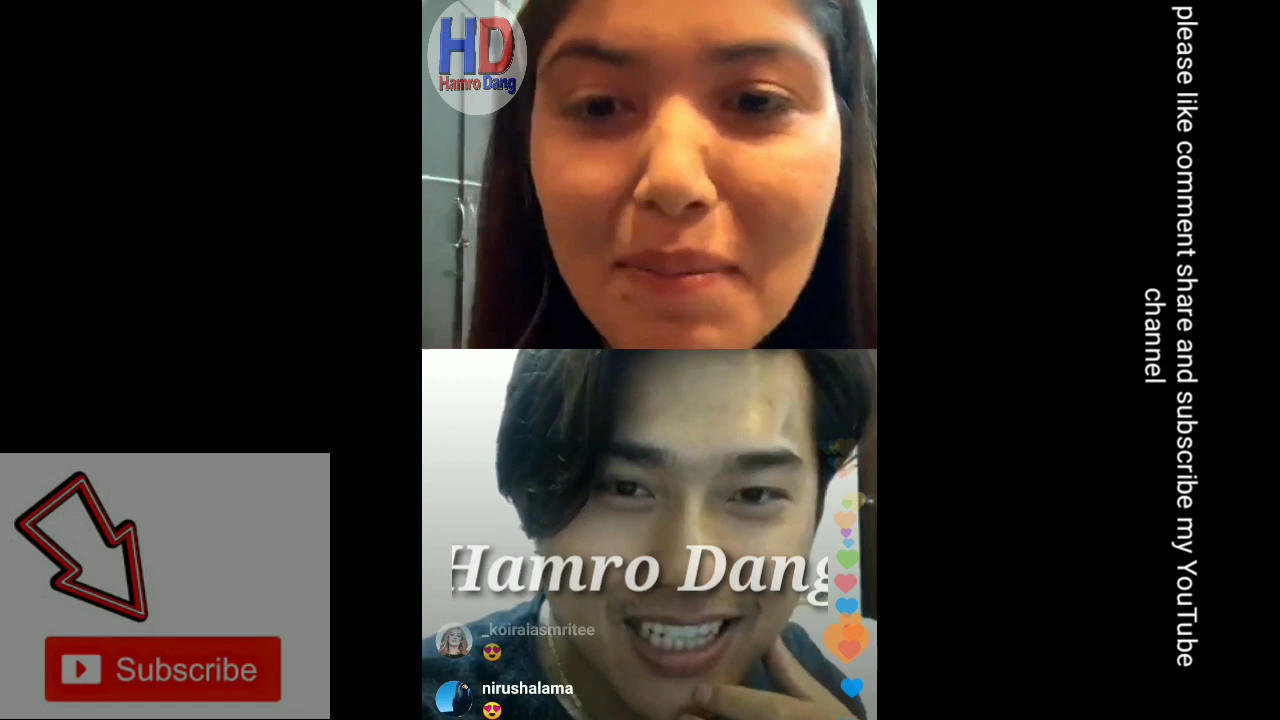 HD
Hamro Dang
please like comment share and subscribe my YouTube
channel
Hamro Dang
_koiralasmritee
😍
nirushalama
😍
Subscribe